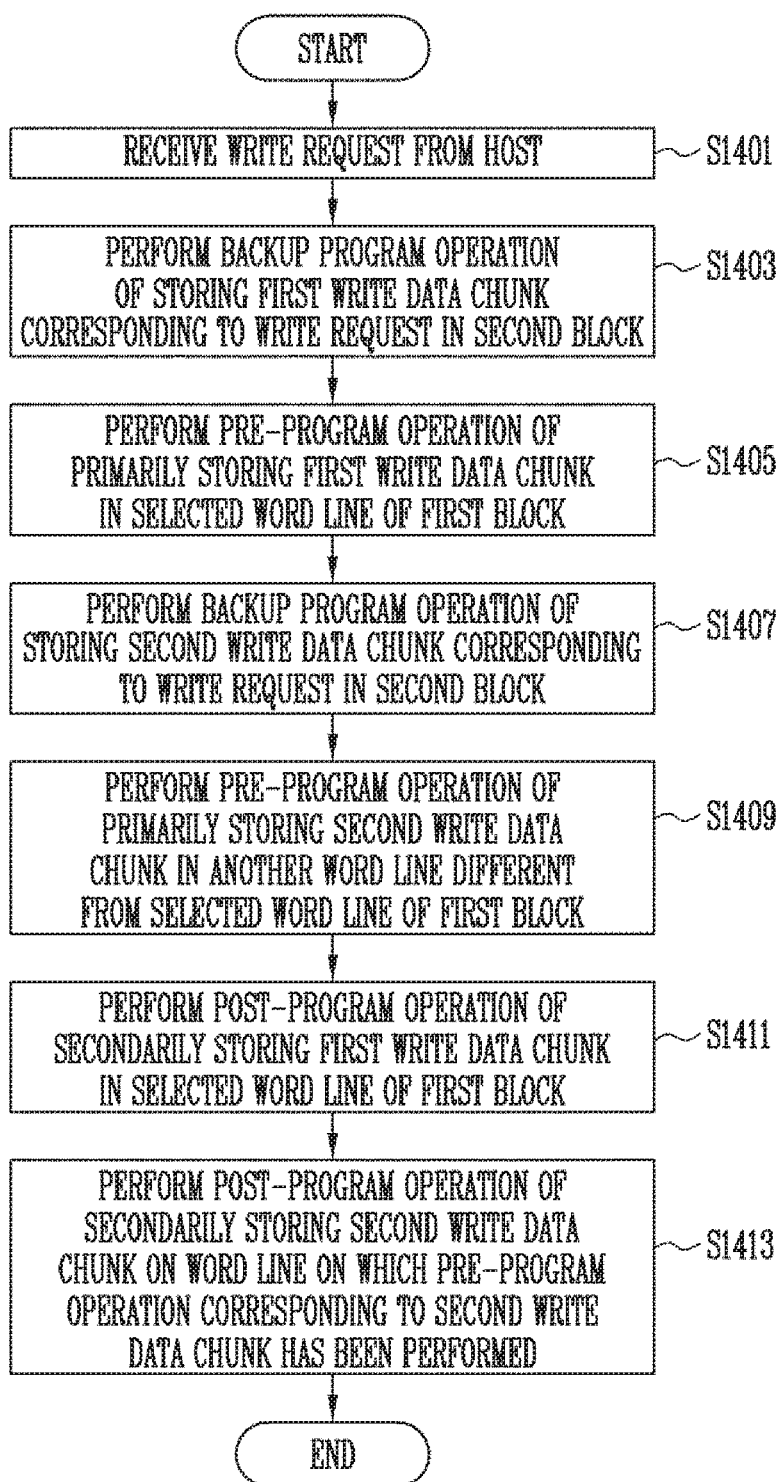 START
RECEIVE WRITE REQUEST FROM HOST
S1401
PERFORM BACKUP PROGRAM OPERATION
OF STORING FIRST WRITE DATA CHUNK
CORRESPONDING TO WRITE REQUEST IN SECOND BLOCK
S1403
PERFORM PRE-PROGRAM OPERATION OF
PRIMARILY STORING FIRST WRITE DATA CHUNK
IN SELECTED WORD LINE OF FIRST BLOCK
S1405
PERFORM BACKUP PROGRAM OPERATION OF
STORING SECOND WRITE DATA CHUNK CORRESPONDING
TO WRITE REQUEST IN SECOND BLOCK
S1407
PERFORM PRE-PROGRAM OPERATION OF
PRIMARILY STORING SECOND WRITE DATA
CHUNK IN ANOTHER WORD LINE DIFFERENT
FROM SELECTED WORD LINE OF FIRST BLOCK
S1409
PERFORM POST-PROGRAM OPERATION OF
SECONDARILY STORING FIRST WRITE DATA CHUNK
IN SELECTED WORD LINE OF FIRST BLOCK
S1411
PERFORM POST-PROGRAM OPERATION OF
SECONDARILY STORING SECOND WRITE DATA
CHUNK ON WORD LINE ON WHICH PRE-PROGRAM
OPERATION CORRESPONDING TO SECOND WRITE
DATA CHUNK HAS BEEN PERFORMED
S1413
END